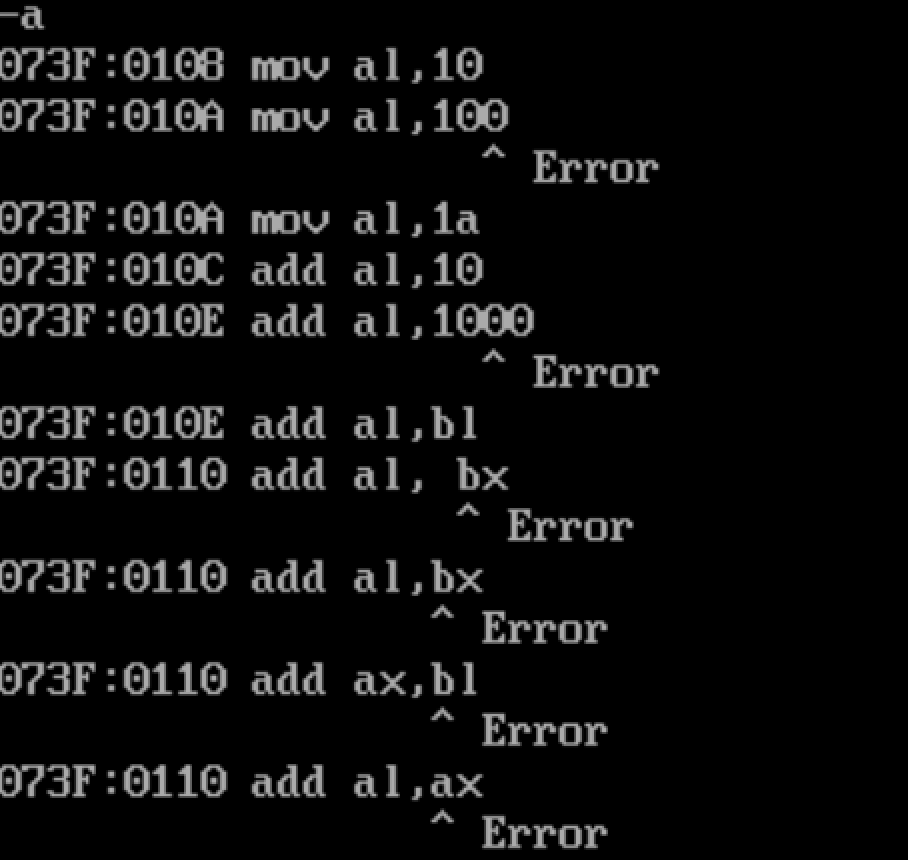 -a
073F:0108 mov al,10
073F:010A mov al,100
^ Error
073F:010A mov al,1a
073F:010C add al,10
073F:010E add al,1000
^ Error
073F:010E add al,bl
073F:0110 add al, bx
^ Error
073F:0110 add al,bx
^ Error
073F:0110 add ax,bl
^ Error
073F:0110 add al,ax
^ Error